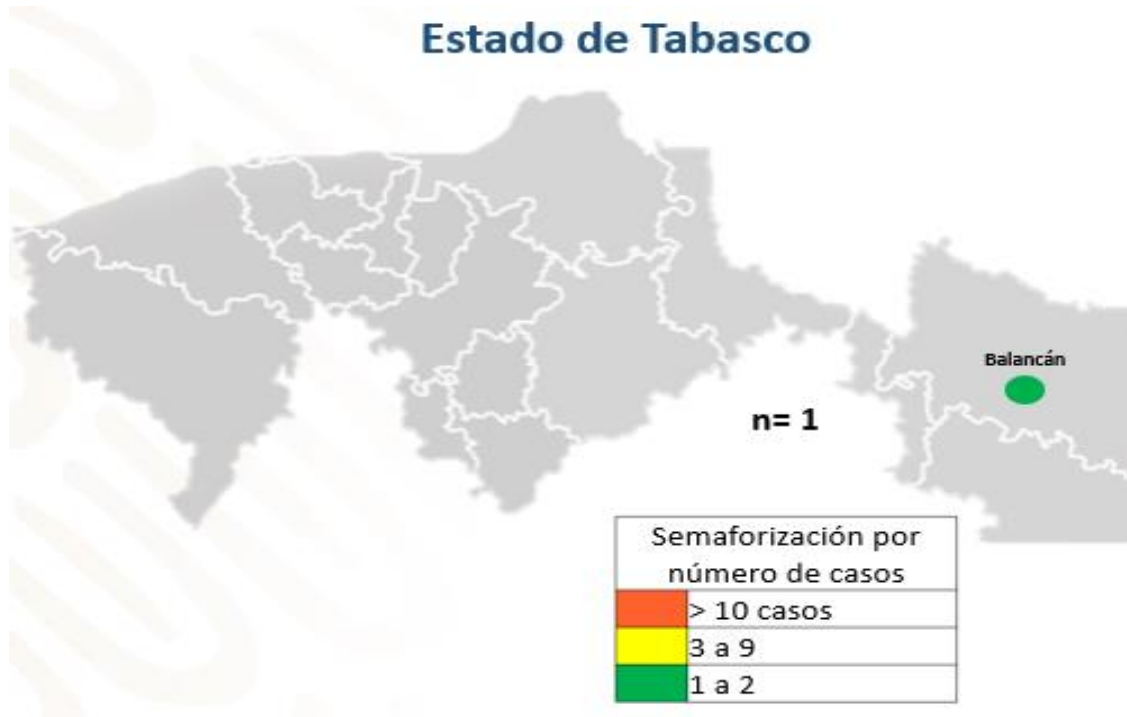 Estado de Tabasco
Balancán
n= 1
Semaforización por
número de casos
> 10 casos
3 a 9
1 a 2